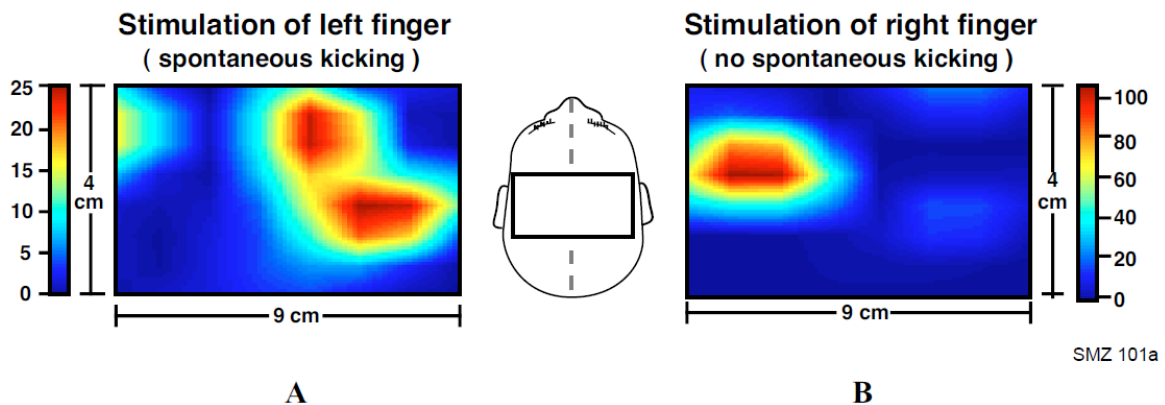 Stimulation of left finger
( spontaneous kicking )
25
20
15
10
5
0
4
cm
9 cm
A
Stimulation of right finger
( no spontaneous kicking )
4
cm
100
80
60
40
20
0
9 cm
B
SMZ 101a